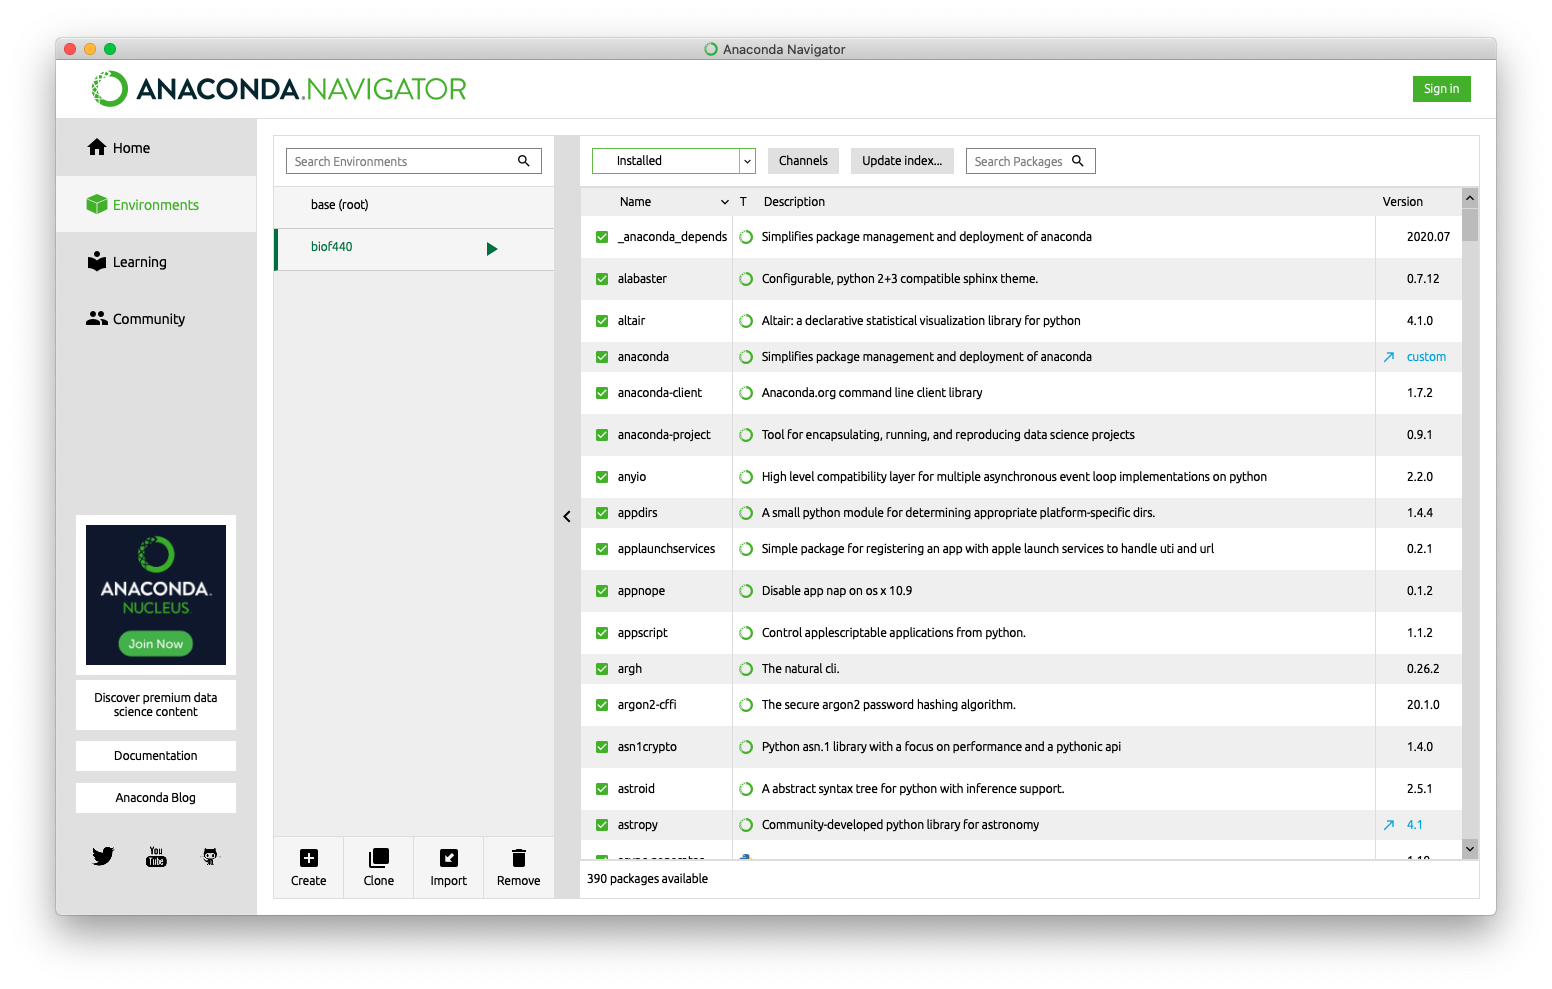 Anaconda Navigator
ANACONDA.NAVIGATOR
Sign in
Home
Environments
Learning
Community
ANACONDA.
NUCLEUS
Join Now
Discover premium data
science content
Documentation
Anaconda Blog
You
Tube
Search Environments
base (root)
biof440
Create
Clone
Import
Remove
Installed
Channels
Update index...
Search Packages
Name T Description Version
_anaconda_depends Simplifies package management and deployment of anaconda 2020.07
alabaster Configurable, python 2+3 compatible sphinx theme. 0.7.12
altair Altair: a declarative statistical visualization library for python 4.1.0
anaconda Simplifies package management and deployment of anaconda custom
anaconda-client Anaconda.org command line client library 1.7.2
anaconda-project Tool for encapsulating, running, and reproducing data science projects 0.9.1
anyio High level compatibility layer for multiple asynchronous event loop implementations on python 2.2.0
appdirs A small python module for determining appropriate platform-specific dirs. 1.4.4
applaunchservices Simple package for registering an app with apple launch services to handle uti and url 0.2.1
appnope Disable app nap on os x 10.9 0.1.2
appscript Control applescriptable applications from python. 1.1.2
argh The natural cli. 0.26.2
argon2-cffi The secure argon2 password hashing algorithm. 20.1.0
asn1crypto Python asn.1 library with a focus on performance and a pythonic api 1.4.0
astroid A abstract syntax tree for python with inference support. 2.5.1
astropy Community-developed python library for astronomy 4.1
390 packages available